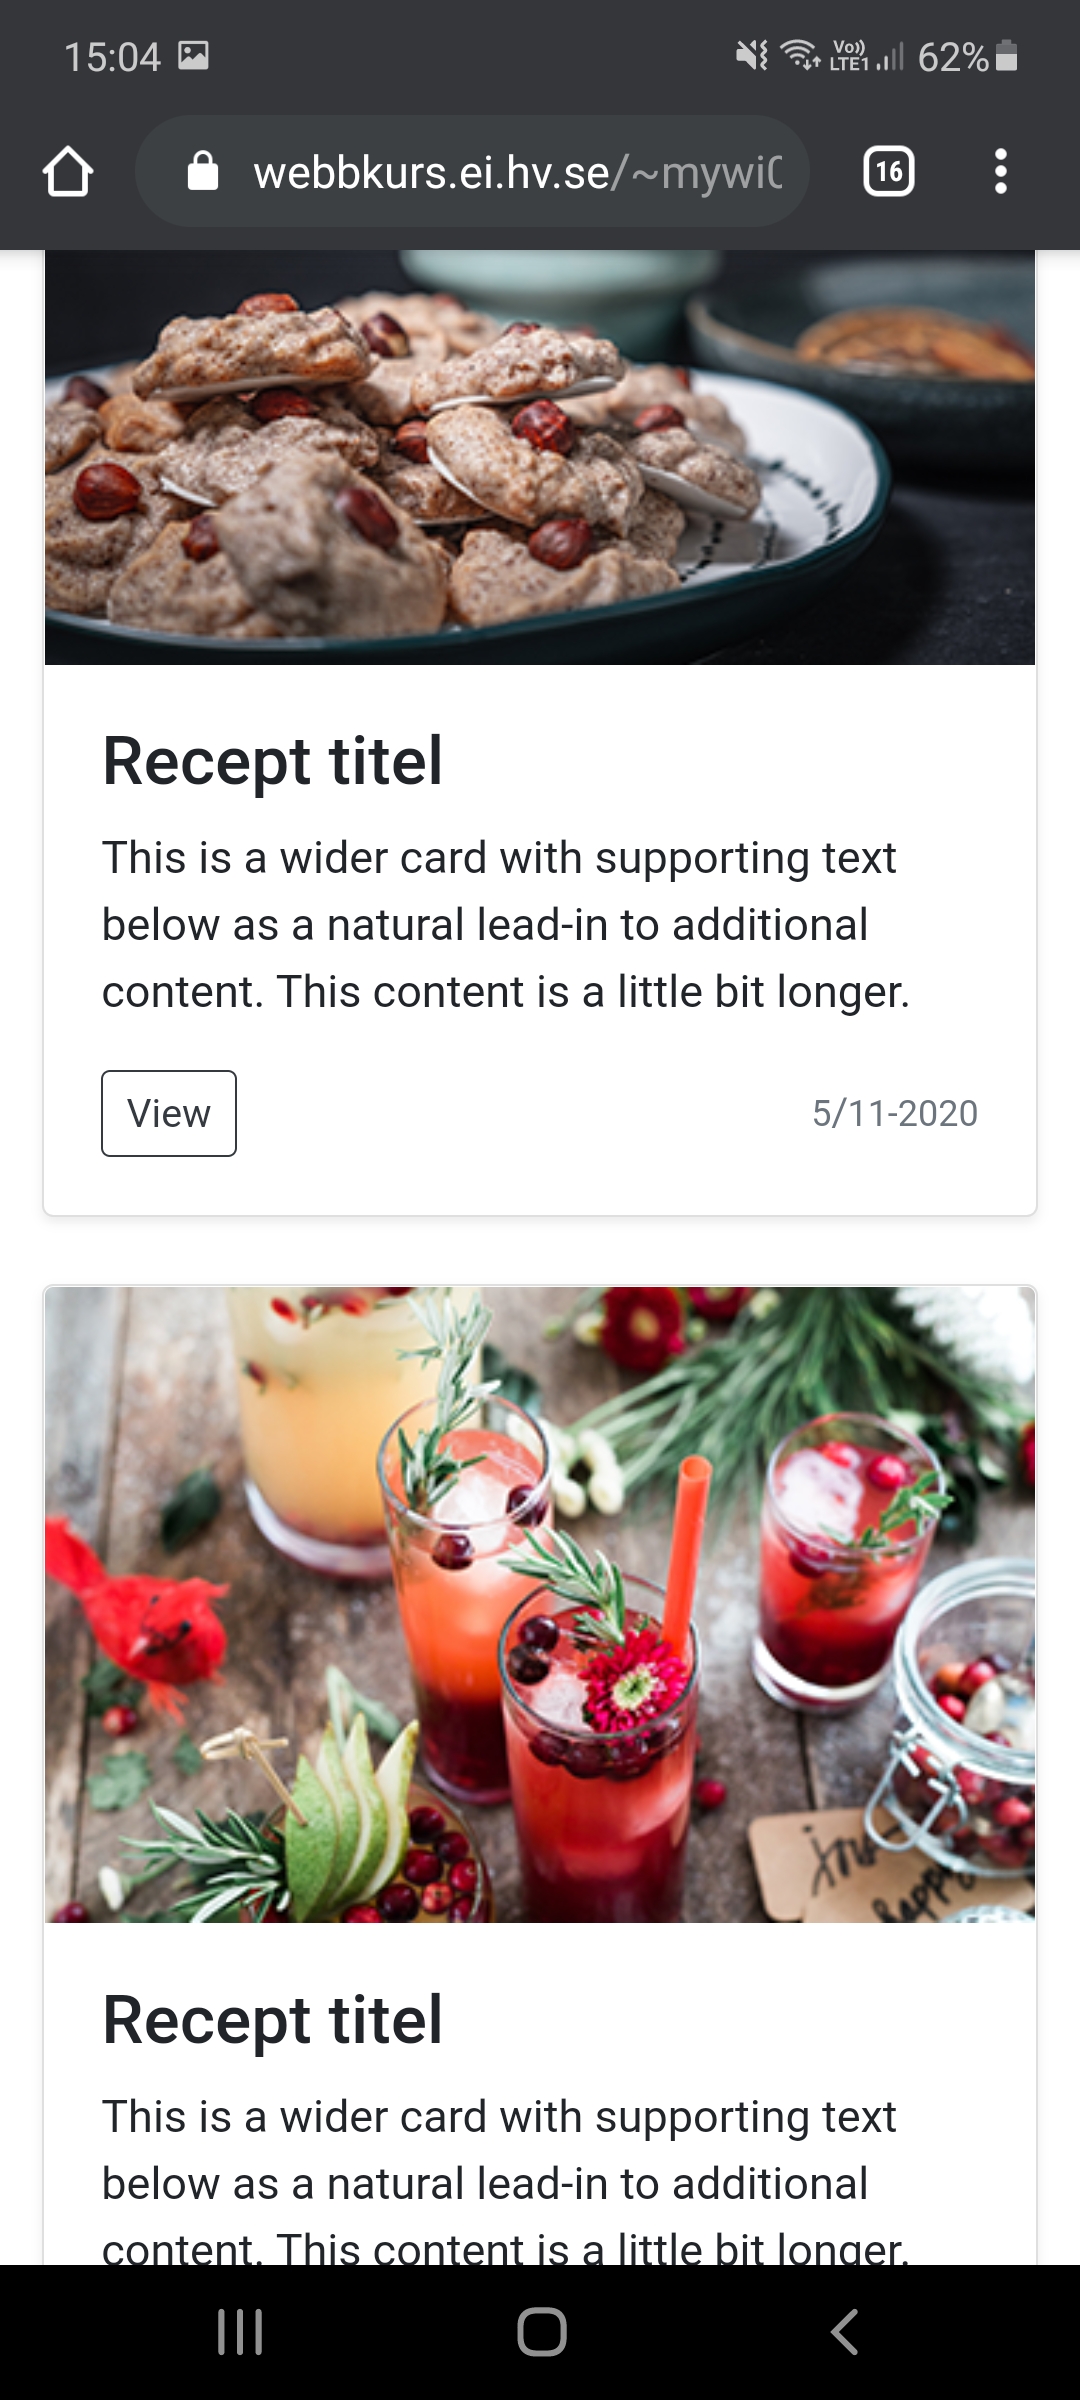 15:04
Vo))
LTE1
62%
webbkurs.ei.hv.se/~mywi
16
Recept titel
This is a wider card with supporting text
below as a natural lead-in to additional
content. This content is a little bit longer.
View
5/11-2020
happy
Recept titel
This is a wider card with supporting text
below as a natural lead-in to additional
content. This content is a little bit longer.